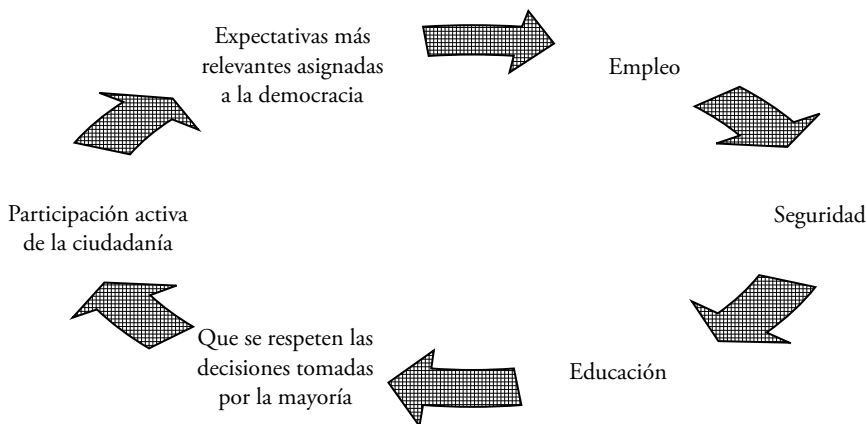 Expectativas más
relevantes asignadas
a la democracia
Empleo
Seguridad
Educación
Que se respeten las
decisiones tomadas
por la mayoría
Participación activa
de la ciudadanía